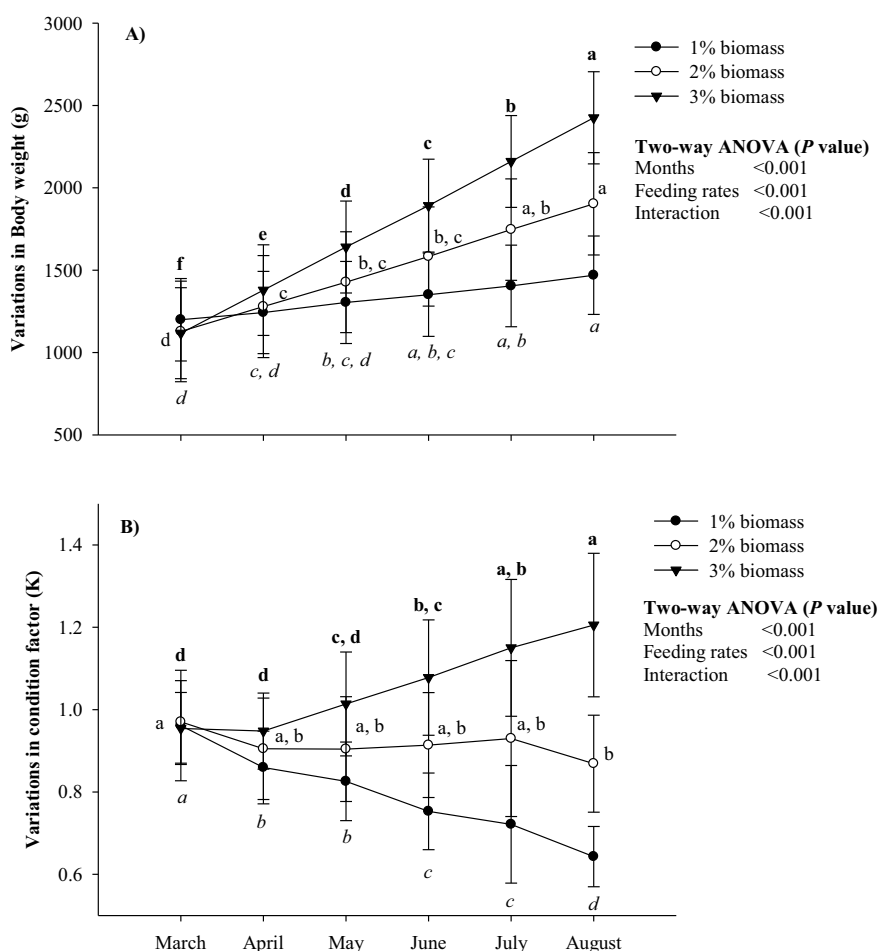 A)
3000
2500
2000
1500
1000
500
Variations in Body weight (g)
1% biomass
2% biomass
3% biomass
Two-way ANOVA (P value)
Months <0.001
Feeding rates <0.001
Interaction <0.001
f e d c b a
d c b, c b, c a, b a
d c, d b, c, d a, b, c a, b a
B)
1.4
1.2
1.0
0.8
0.6
Variations in condition factor (K)
1% biomass
2% biomass
3% biomass
Two-way ANOVA (P value)
Months <0.001
Feeding rates <0.001
Interaction <0.001
d d c, d b, c a, b a
a a, b a, b a, b a, b b
a b b c c d
March April May June July August